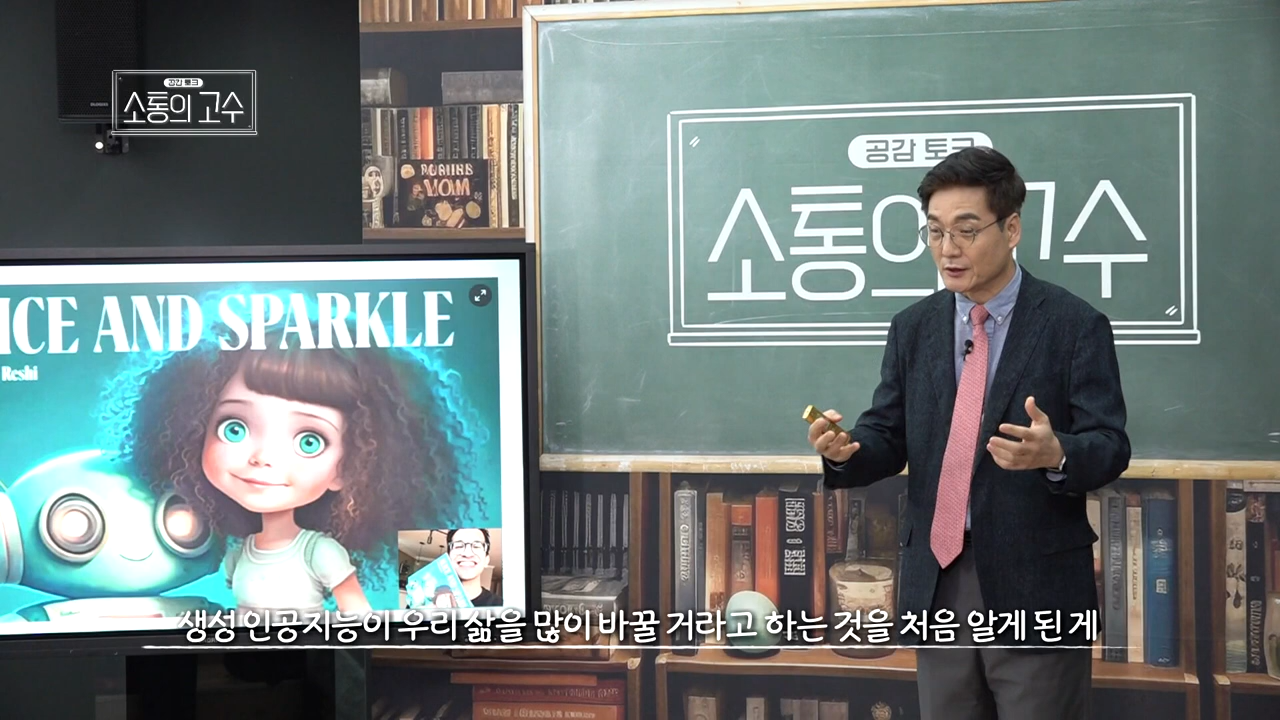 공감 토크
소통의 고수
공감 토크
소통의 고수
ICE AND SPARKLE
Reshi
생성 인공지능이 우리 삶을 많이 바꿀 거라고 하는 것을 처음 알게 된 게